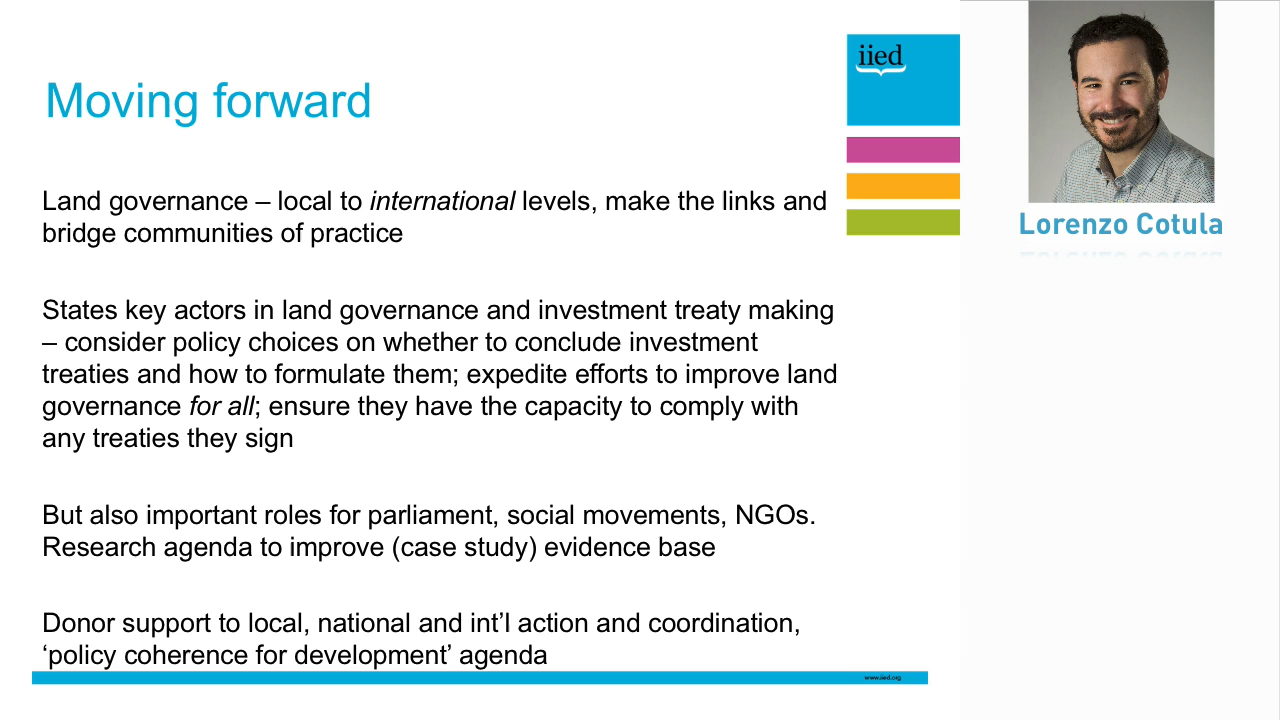 iied
Moving forward
Land governance – local to international levels, make the links and
bridge communities of practice
States key actors in land governance and investment treaty making
– consider policy choices on whether to conclude investment
treaties and how to formulate them; expedite efforts to improve land
governance for all; ensure they have the capacity to comply with
any treaties they sign
But also important roles for parliament, social movements, NGOs.
Research agenda to improve (case study) evidence base
Donor support to local, national and int’l action and coordination,
‘policy coherence for development’ agenda
www.iied.org
Lorenzo Cotula